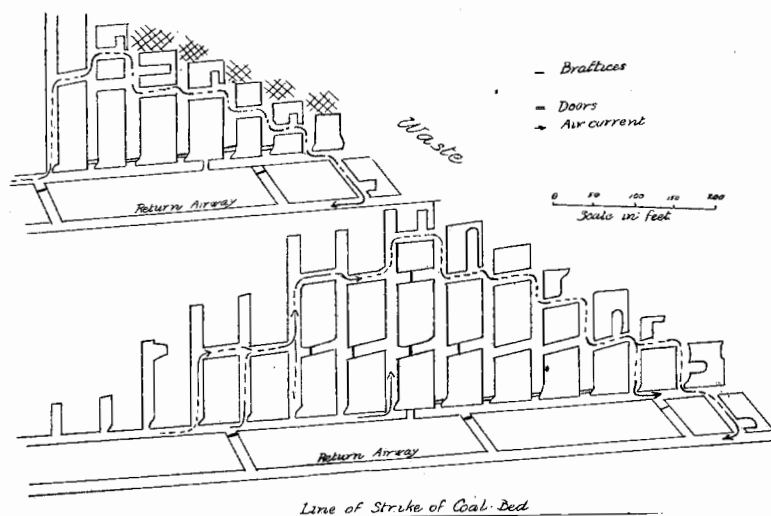 Brattices
Doors
Air current
Waste
0 50 100 150 200
Scale in feet
Return Airway
Return Airway
Line of Strike of Coal-Bed